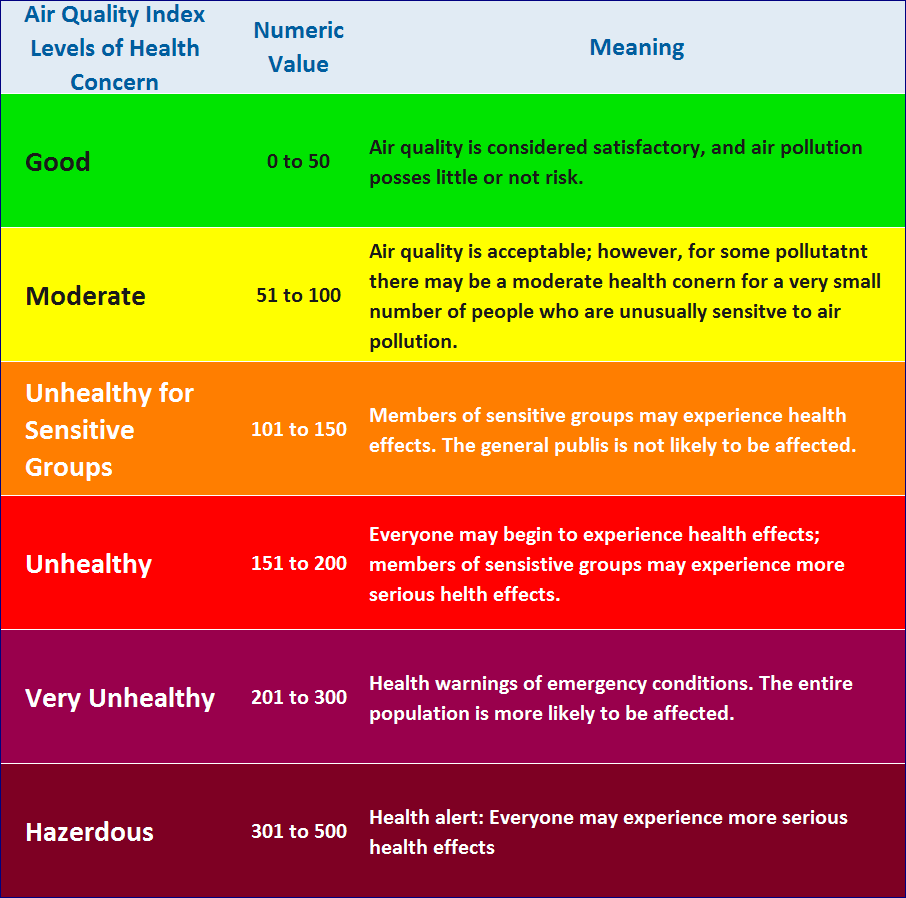 Air Quality Index
Levels of Health
Concern
Numeric
Value
Meaning
Good
0 to 50
Air quality is considered satisfactory, and air pollution
posses little or not risk.
Moderate
51 to 100
Air quality is acceptable; however, for some pollutatnt
there may be a moderate health conern for a very small
number of people who are unusually sensitve to air
pollution.
Unhealthy for
Sensitive
Groups
101 to 150
Members of sensitive groups may experience health
effects. The general publis is not likely to be affected.
Unhealthy
151 to 200
Everyone may begin to experience health effects;
members of sensistive groups may experience more
serious helth effects.
Very Unhealthy
201 to 300
Health warnings of emergency conditions. The entire
population is more likely to be affected.
Hazerdous
301 to 500
Health alert: Everyone may experience more serious
health effects